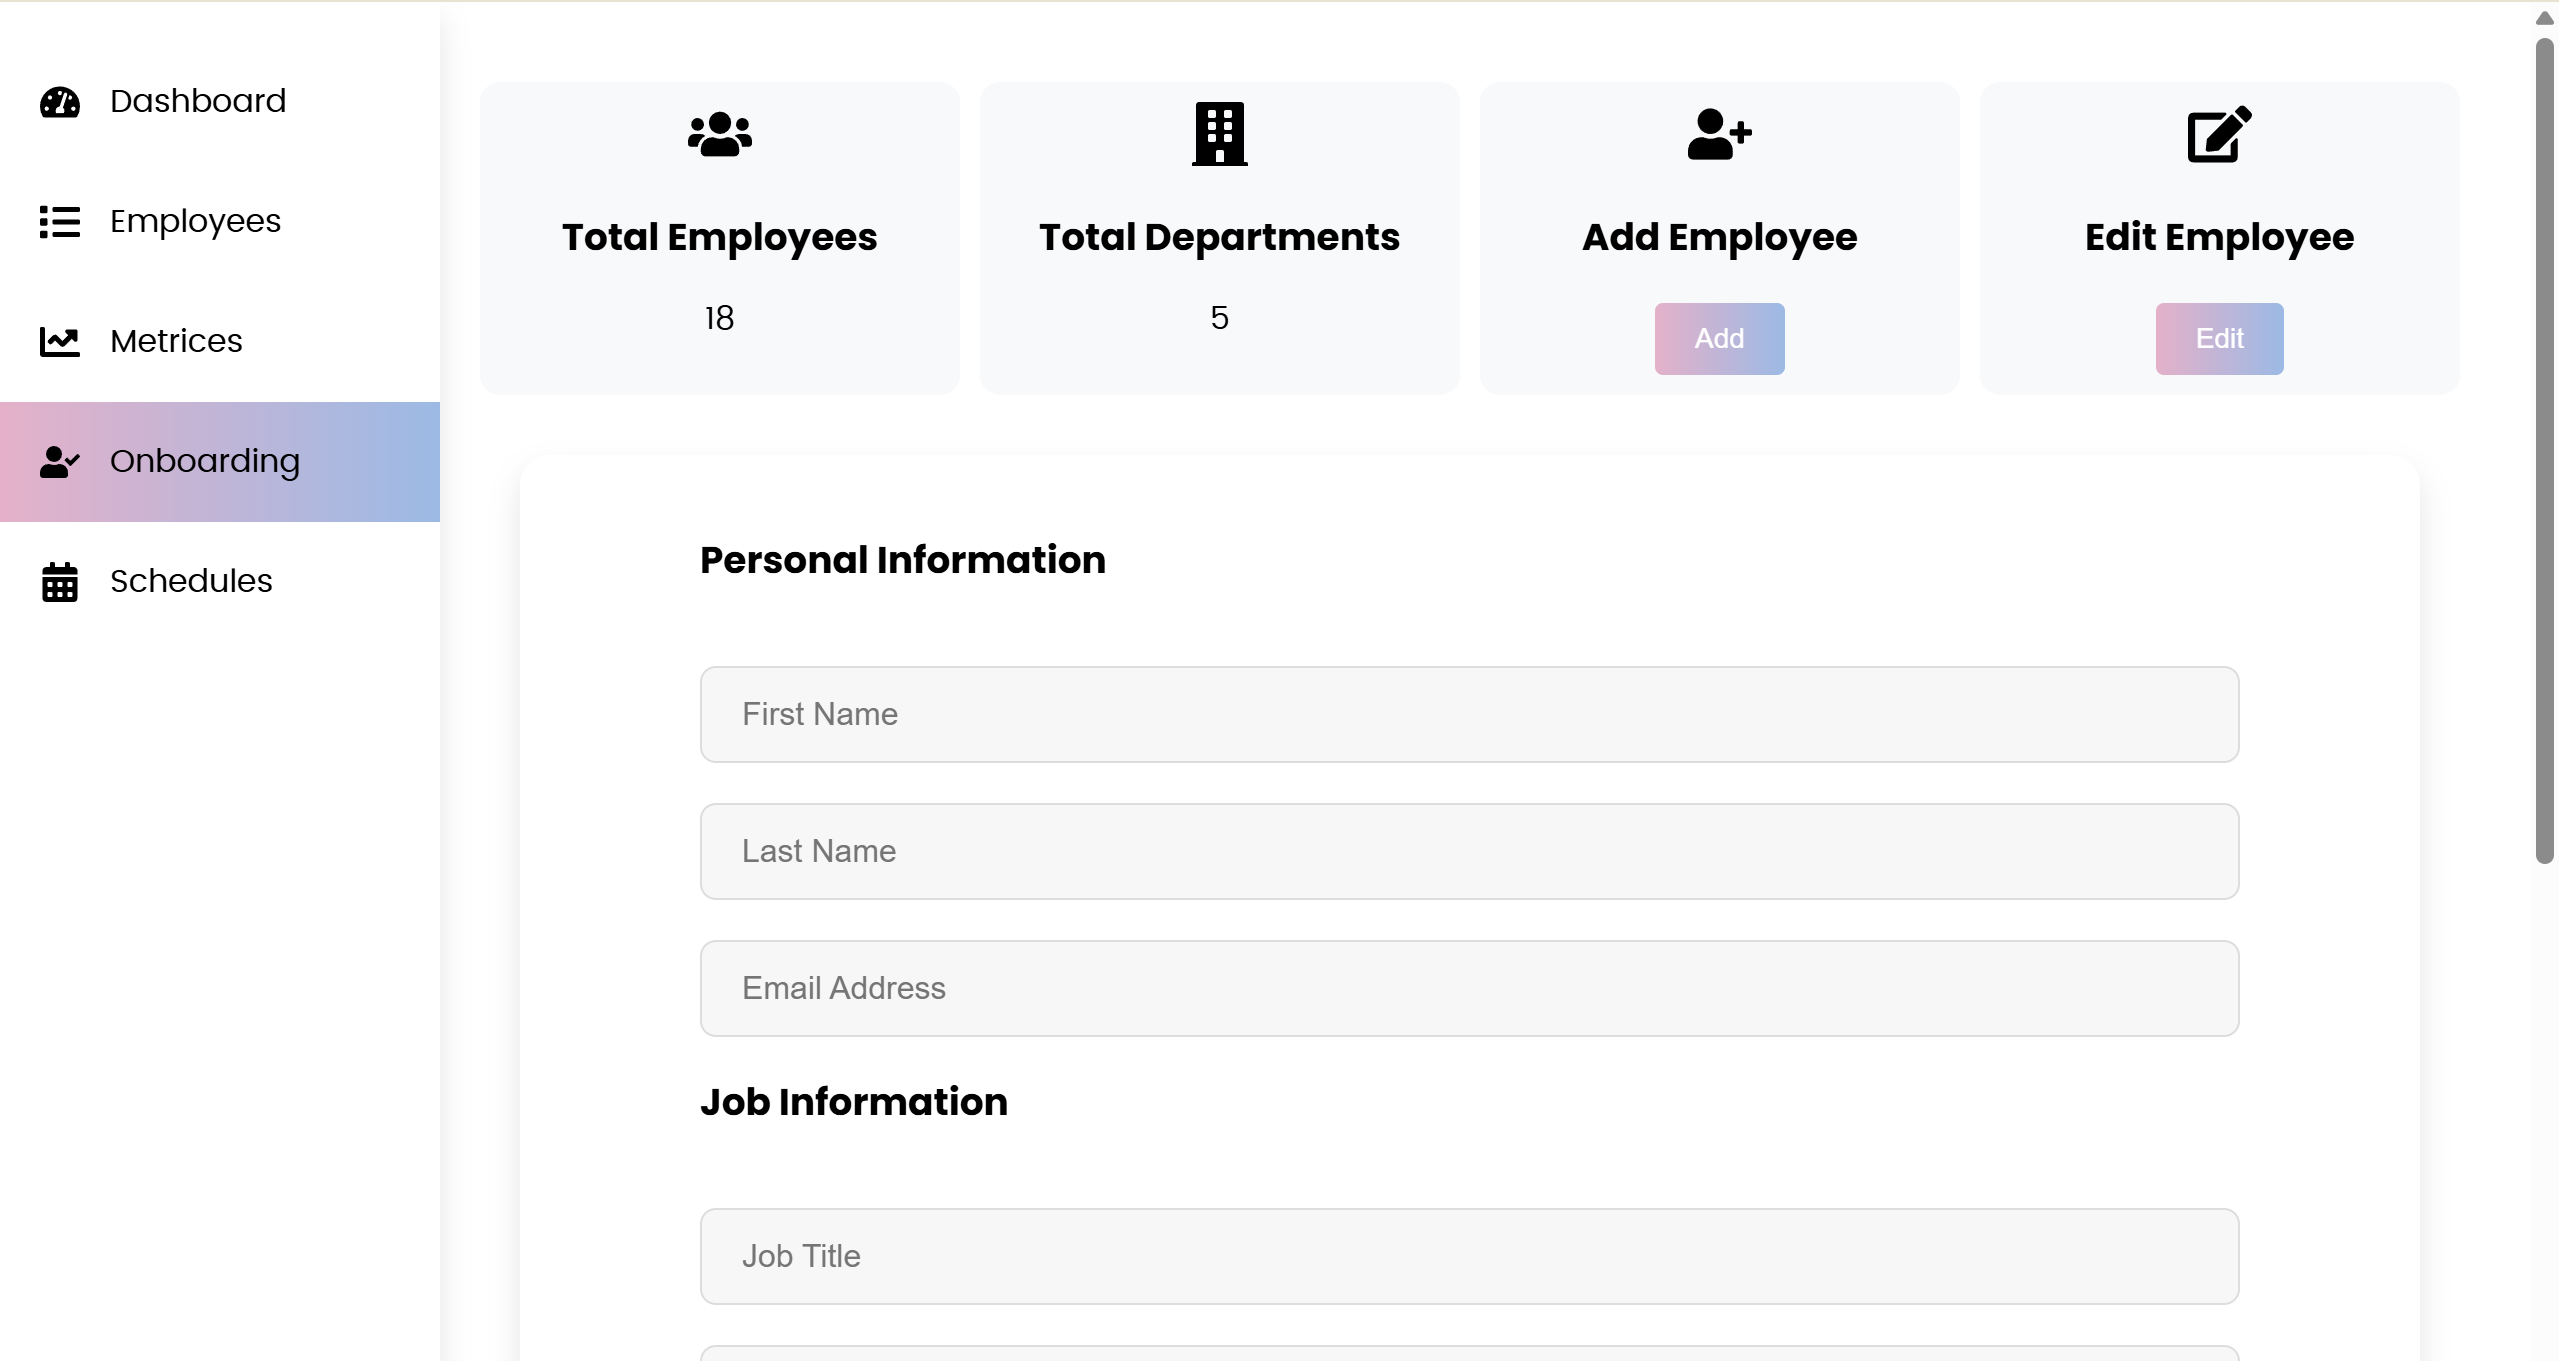 Dashboard
Employees
Metrices
Onboarding
Schedules
Total Employees
18
Total Departments
5
Add Employee
Add
Edit Employee
Edit
Personal Information
First Name
Last Name
Email Address
Job Information
Job Title